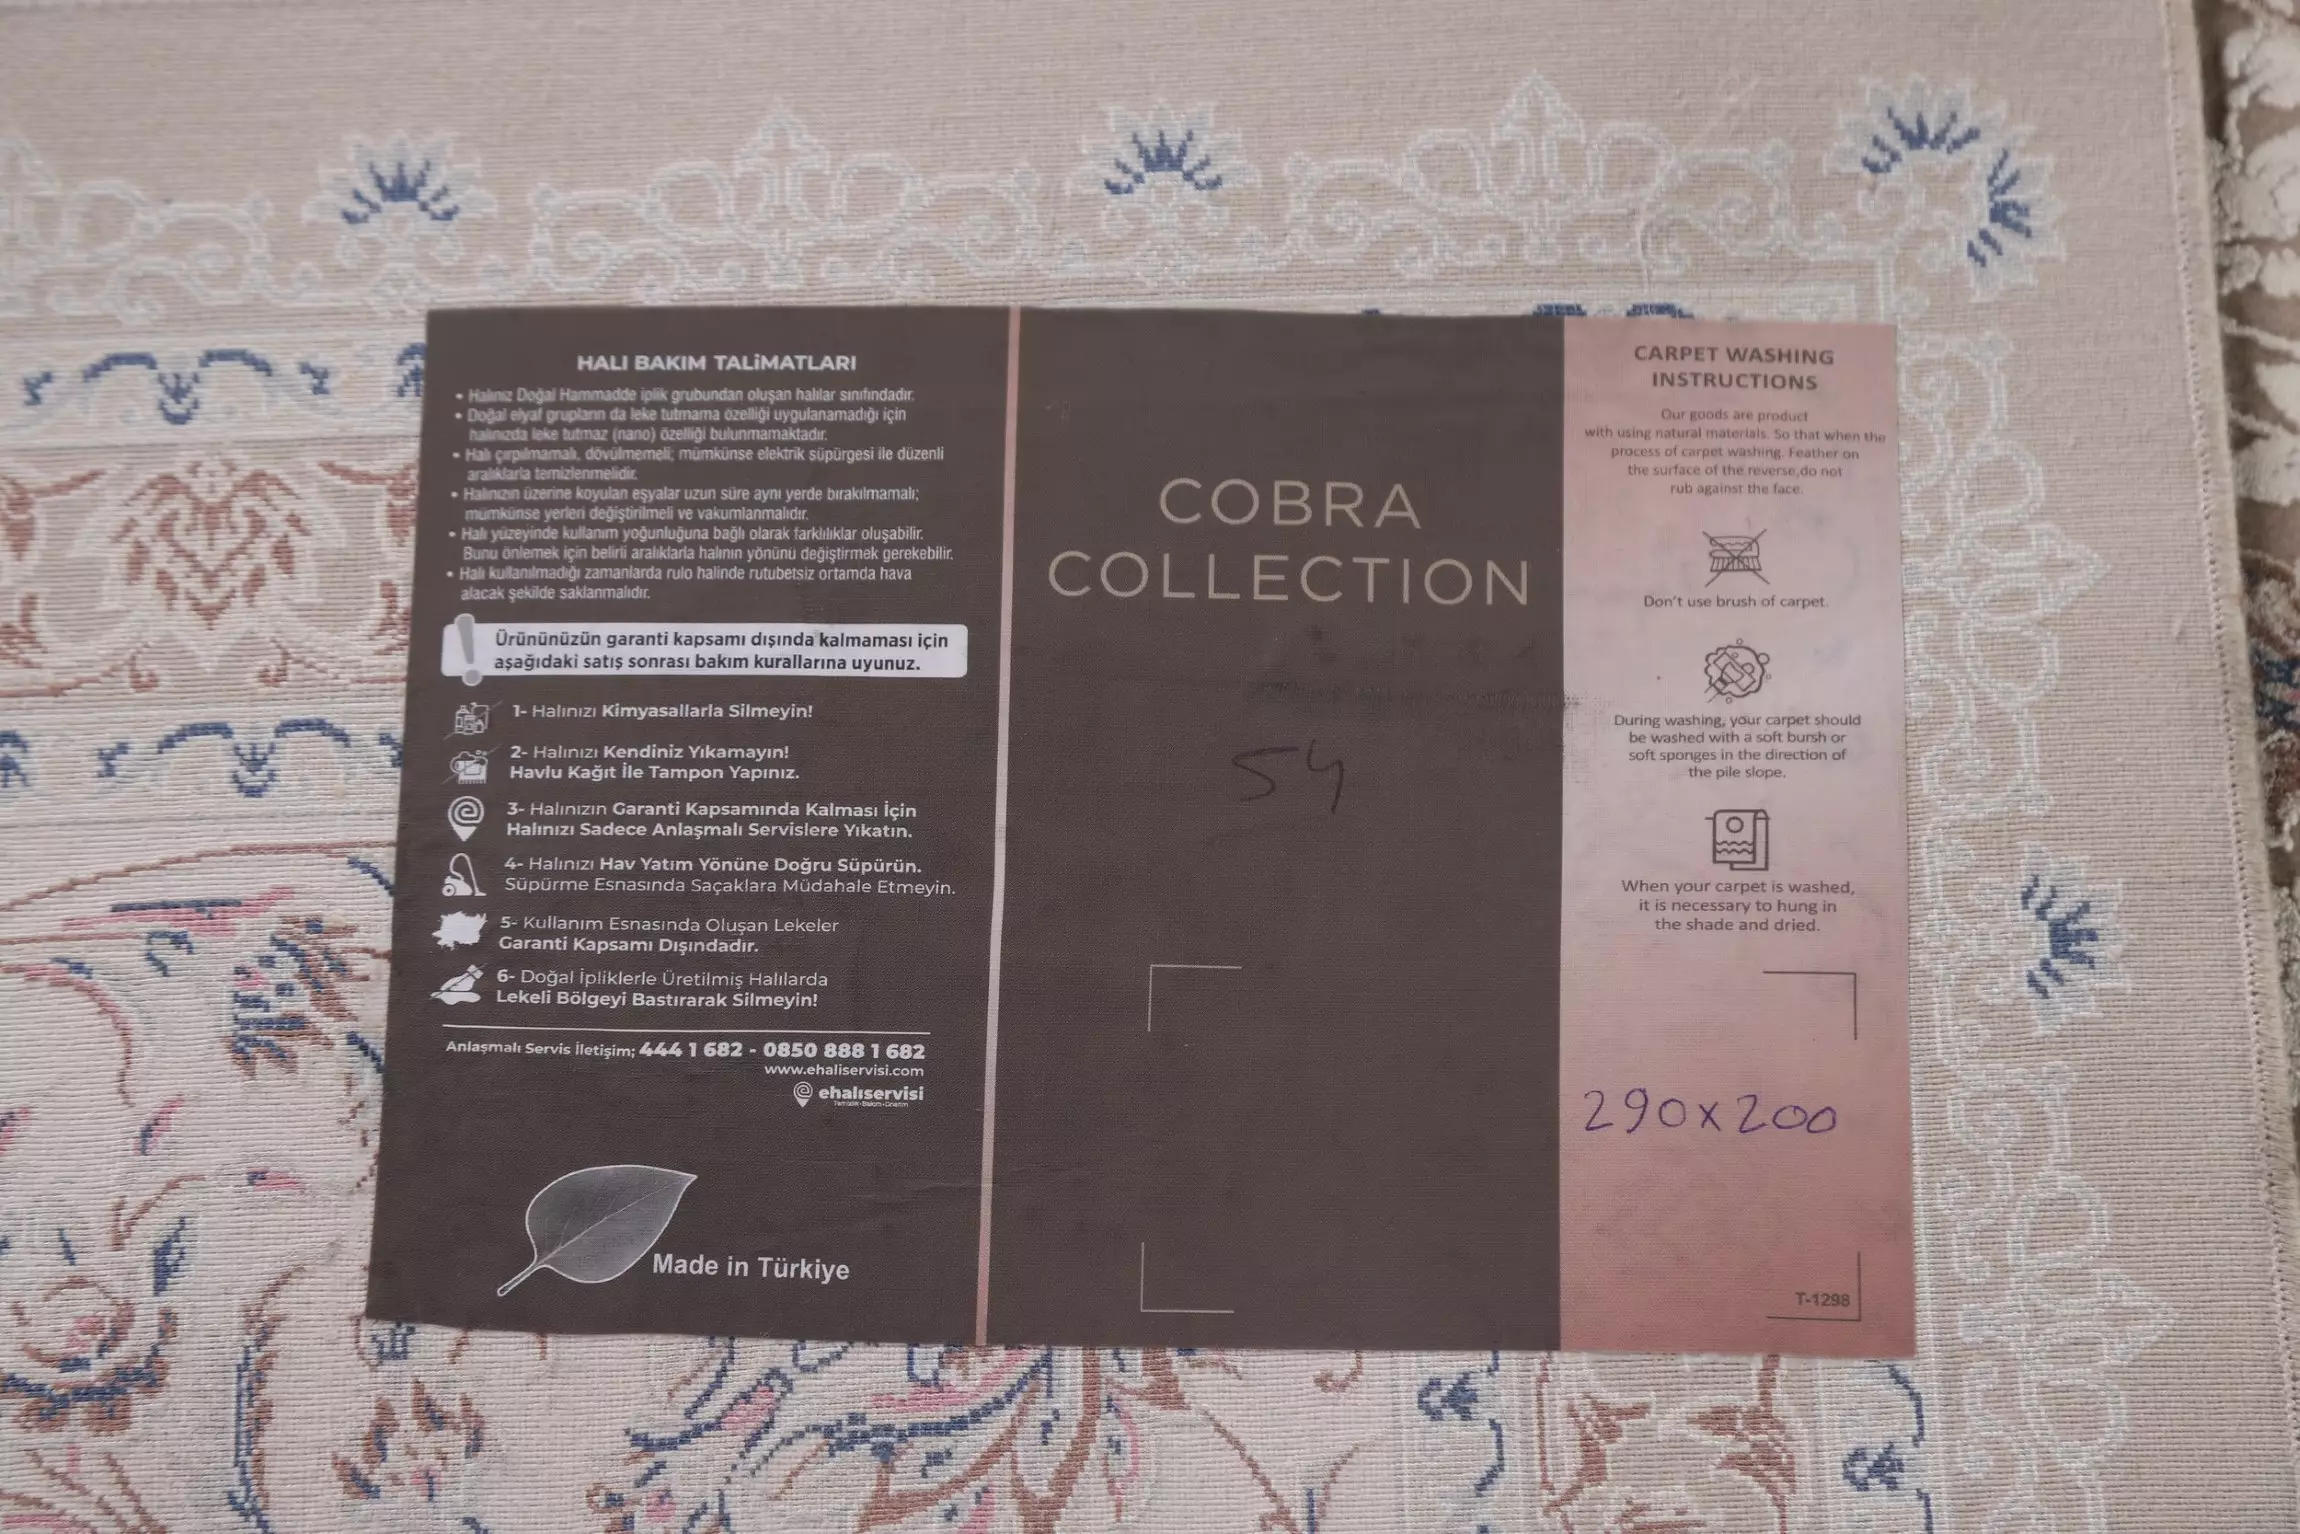 HALI BAKIM TALiMATLARI
• Halınız Doğal Hammadde iplik grubundan oluşan halılar sınıfındadır.
• Doğal elyaf grupların da leke tutmama özelliği uygulanamadığı için
halınızda leke tutmaz (nano) özelliği bulunmamaktadır.
• Halı çırpılmamalı, dövülmemeli; mümkünse elektrik süpürgesi ile düzenli
aralıklarla temizlenmelidir.
• Halınızın üzerine koyulan eşyalar uzun süre aynı yerde bırakılmamalı;
mümkünse yerleri değiştirilmeli ve vakumlanmalıdır.
• Halı yüzeyinde kullanım yoğunluğuna bağlı olarak farklılıklar oluşabilir.
Bunu önlemek için belirli aralıklarla halının yönünü değiştirmek gerekebilir.
• Halı kullanılmadığı zamanlarda rulo halinde rutubetsiz ortamda hava
alacak şekilde saklanmalıdır.
Ürününüzün garanti kapsamı dışında kalmaması için
aşağıdaki satış sonrası bakım kurallarına uyunuz.
1- Halınızı Kimyasallarla Silmeyin!
2- Halınızı Kendiniz Yıkamayın!
Havlu Kağıt İle Tampon Yapınız.
3- Halınızın Garanti Kapsamında Kalması İçin
Halınızı Sadece Anlaşmalı Servislere Yıkatın.
4- Halınızı Hav Yatım Yönüne Doğru Süpürün.
Süpürme Esnasında Saçaklara Müdahale Etmeyin.
5- Kullanım Esnasında Oluşan Lekeler
Garanti Kapsamı Dışındadır.
6- Doğal İpliklerle Üretilmiş Halılarda
Lekeli Bölgeyi Bastırarak Silmeyin!
Anlaşmalı Servis İletişim; 444 1 682 - 0850 888 1 682
www.ehaliservisi.com
ehalıservisi
Made in Türkiye
COBRA
COLLECTION
54
CARPET WASHING
INSTRUCTIONS
Our goods are product
with using natural materials. So that when the
process of carpet washing. Feather on
the surface of the reverse,do not
rub against the face.
Don't use brush of carpet.
During washing, your carpet should
be washed with a soft bursh or
soft sponges in the direction of
the pile slope.
When your carpet is washed,
it is necessary to hung in
the shade and dried.
290x200
T-1298